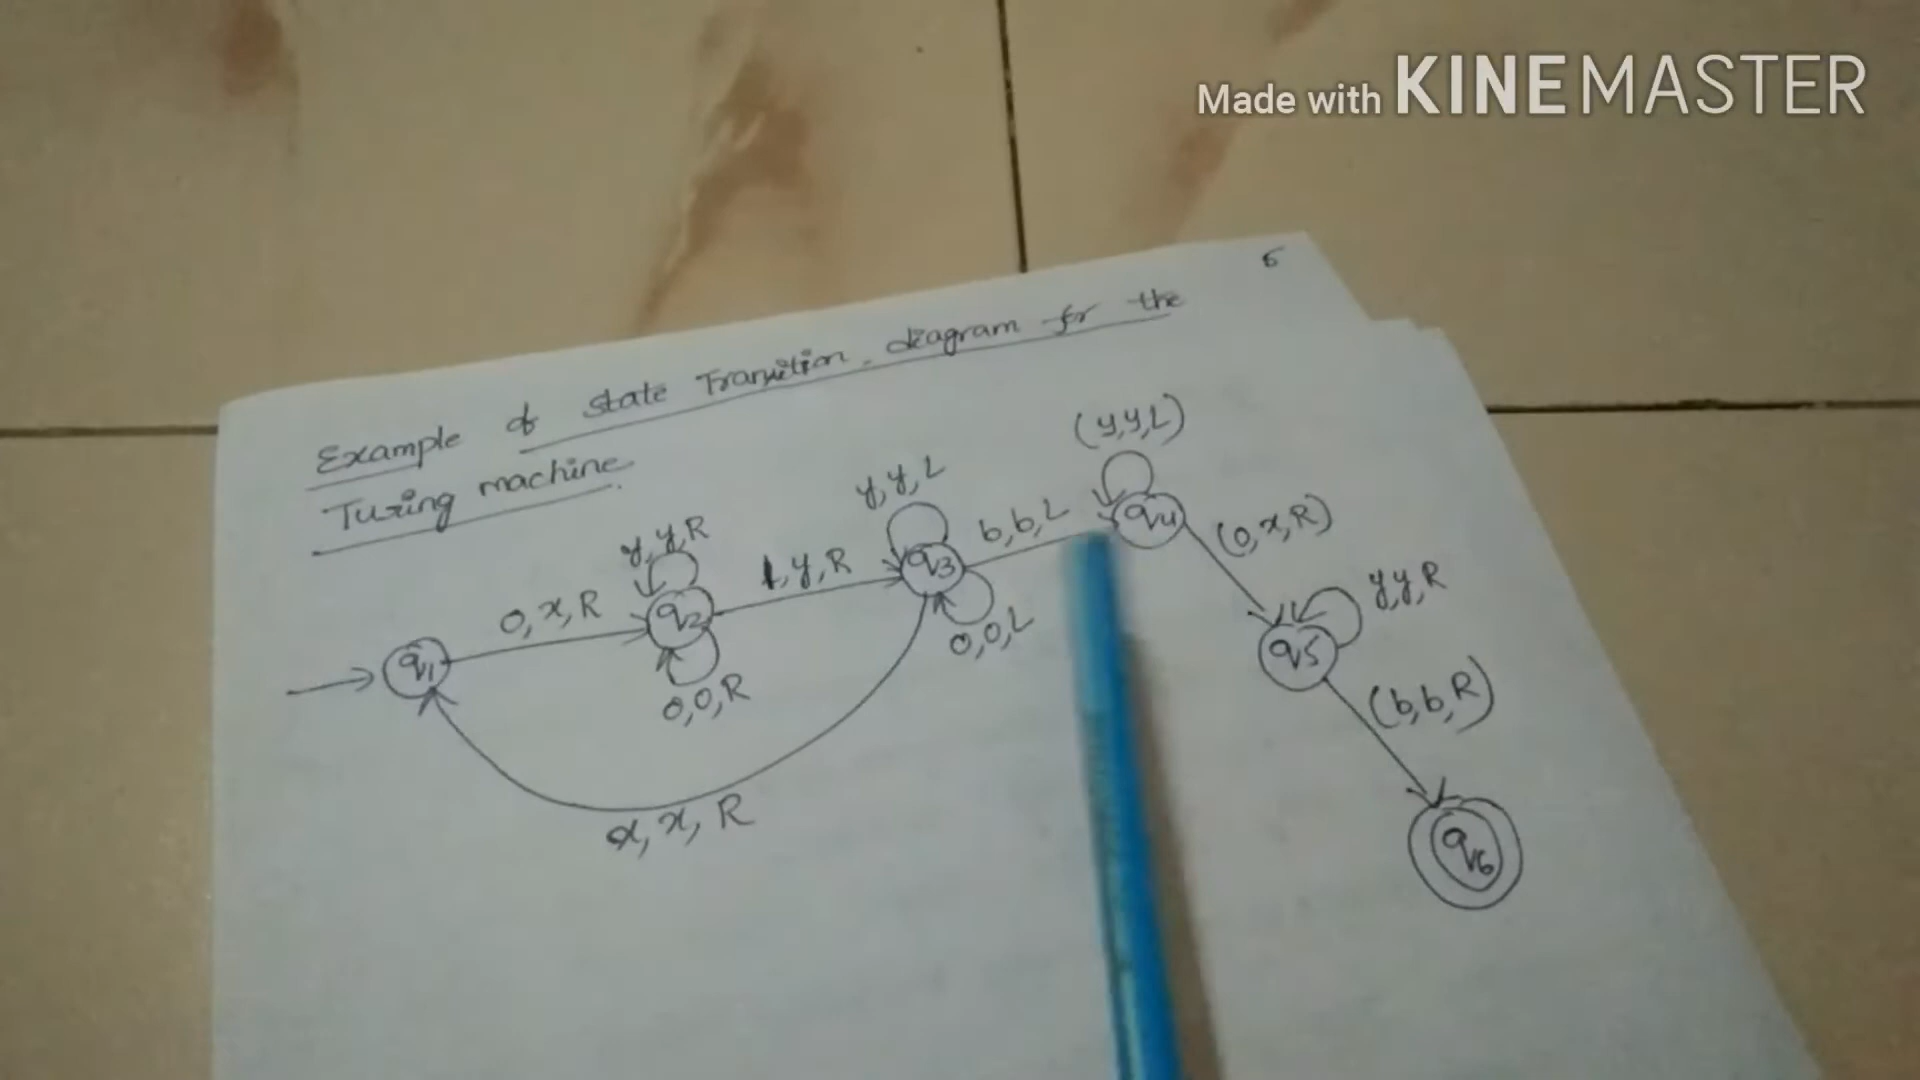 Made with KINEMASTER
6
Example of state Transition diagram for the
Turing machine
(y,y,L)
y,y,L
b,b,L
q4
(0,x,R)
y,y,R
1,y,R
q3
y,y,R
0,x,R
q2
0,0,L
q5
q1
0,0,R
(b,b,R)
x,x,R
q6